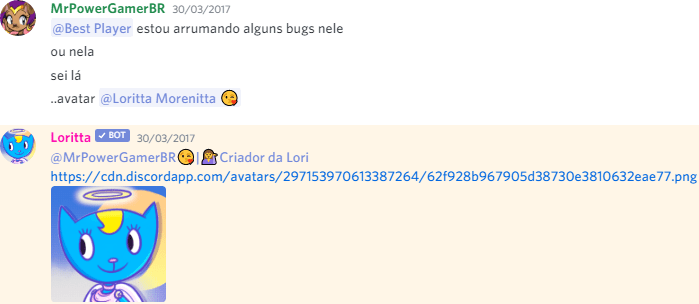 MrPowerGamerBR 30/03/2017
@Best Player estou arrumando alguns bugs nele
ou nela
sei lá
..avatar @Loritta Morenitta 😘
Loritta BOT 30/03/2017
@MrPowerGamerBR😘|💁Criador da Lori
https://cdn.discordapp.com/avatars/297153970613387264/62f928b967905d38730e3810632eae77.png